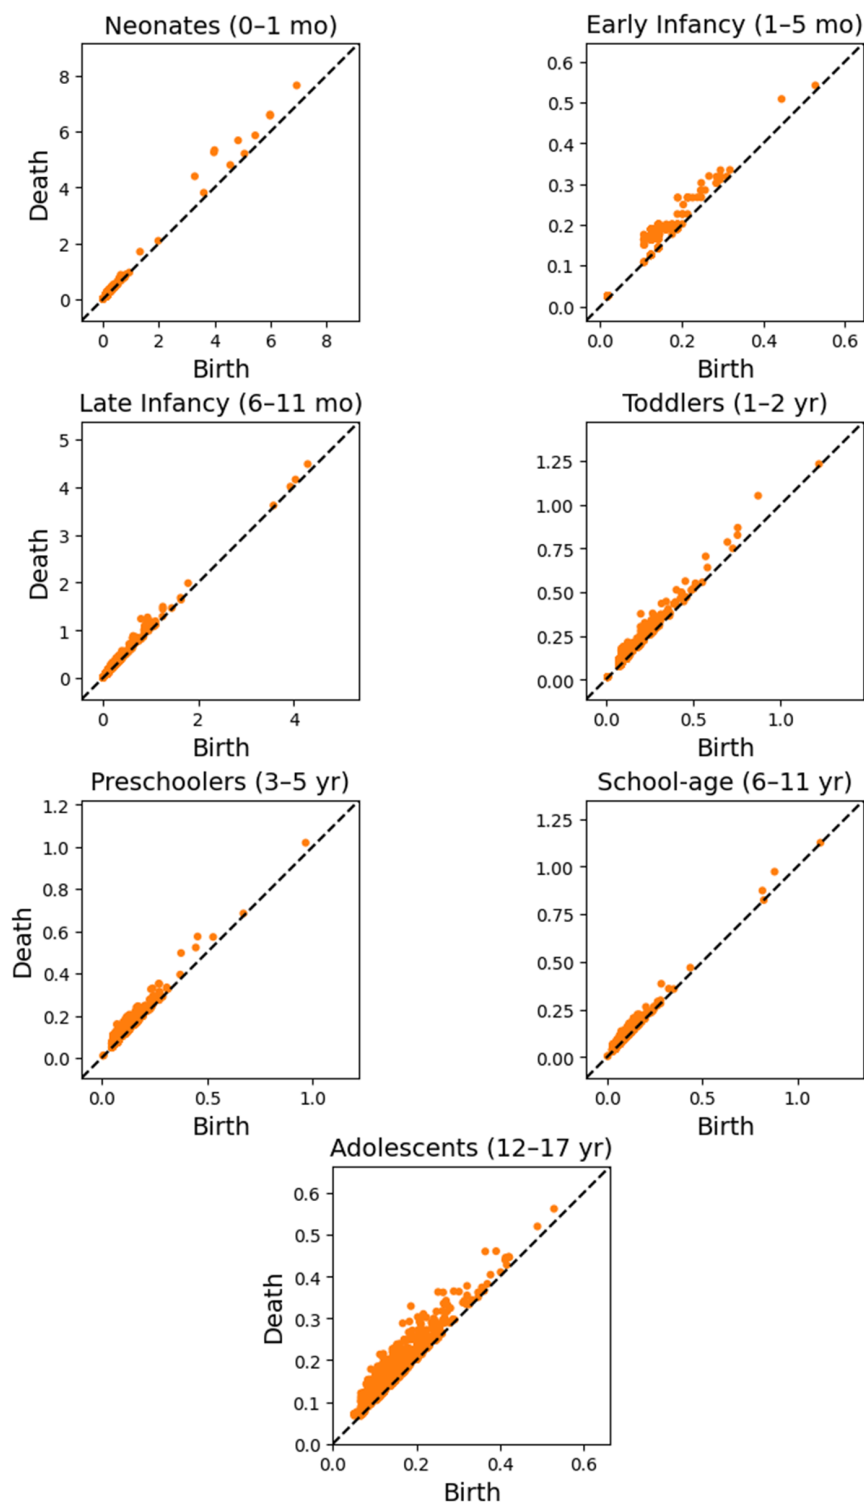 Neonates (0–1 mo)
8
6
4
2
0
Death
0 2 4 6 8
Birth
Early Infancy (1–5 mo)
0.6
0.5
0.4
0.3
0.2
0.1
0.0
0.0 0.2 0.4 0.6
Birth
Late Infancy (6–11 mo)
5
4
3
2
1
0
Death
0 2 4
Birth
Toddlers (1–2 yr)
1.25
1.00
0.75
0.50
0.25
0.00
0.0 0.5 1.0
Birth
Preschoolers (3–5 yr)
1.2
1.0
0.8
0.6
0.4
0.2
0.0
Death
0.0 0.5 1.0
Birth
School-age (6–11 yr)
1.25
1.00
0.75
0.50
0.25
0.00
0.0 0.5 1.0
Birth
Adolescents (12–17 yr)
0.6
0.5
0.4
0.3
0.2
0.1
0.0
Death
0.0 0.2 0.4 0.6
Birth